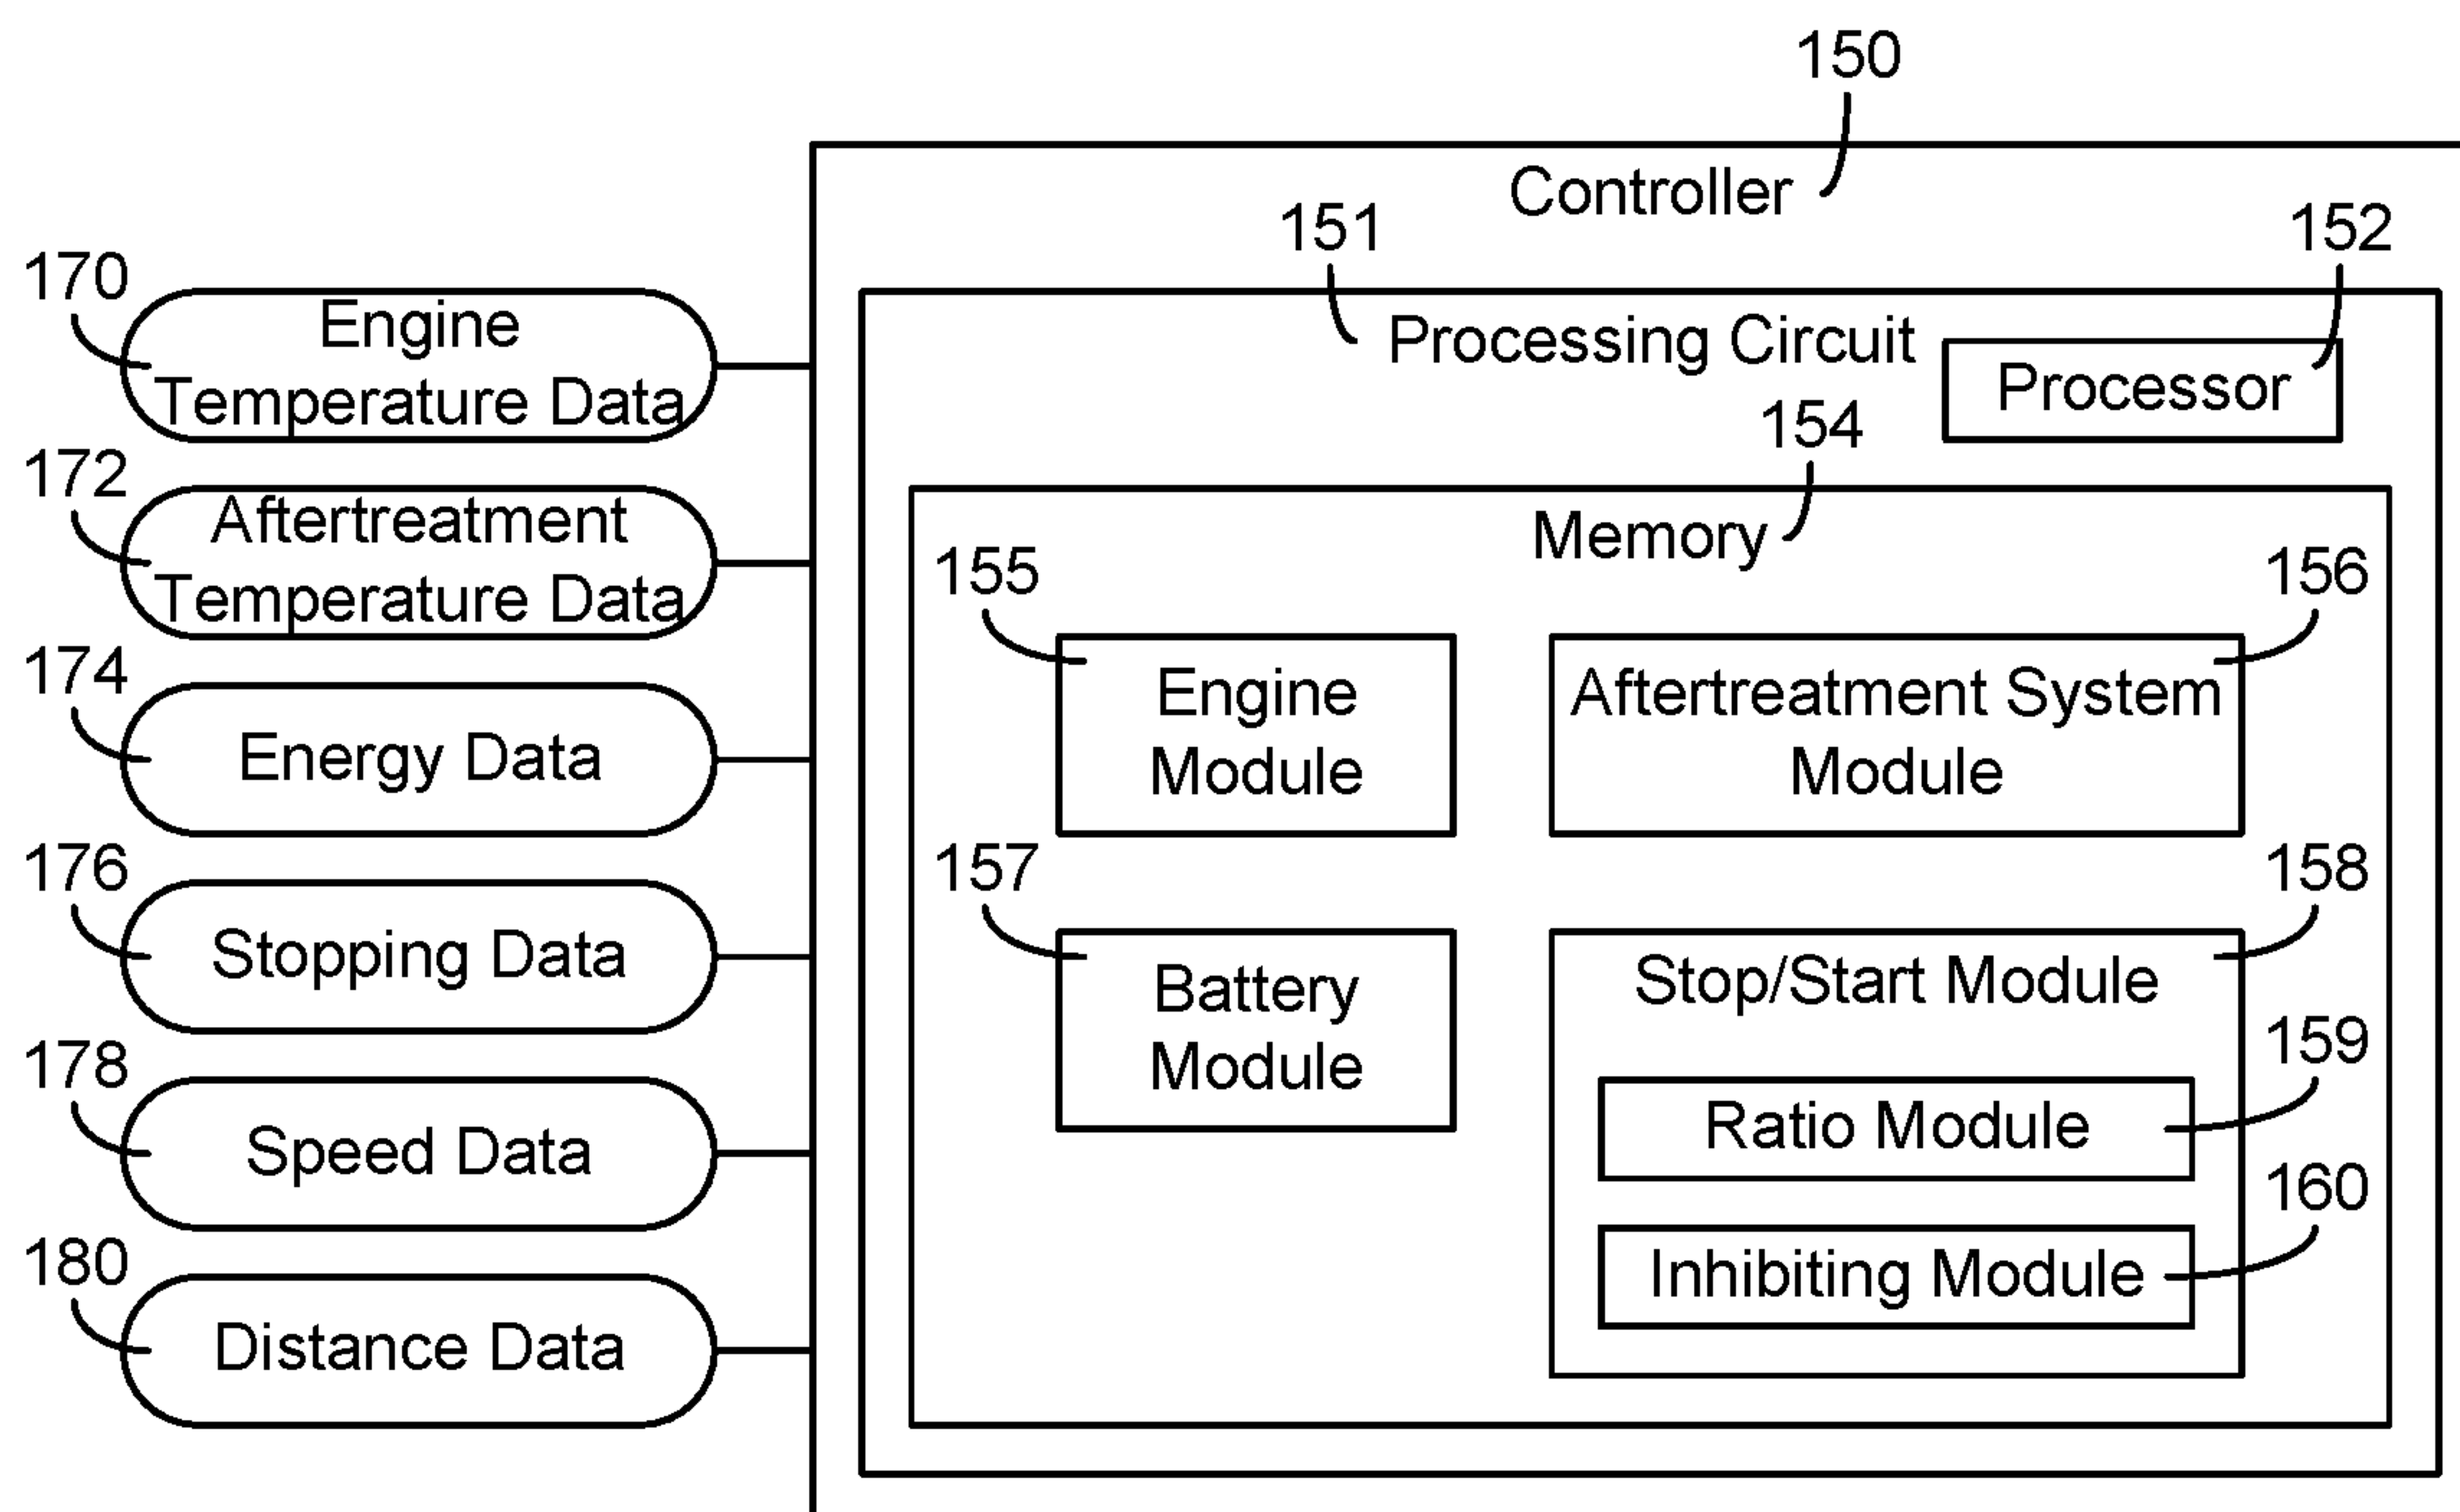 150
Controller
151
152
Processing Circuit
Processor
154
Memory
155
156
Engine
Module
Aftertreatment System
Module
157
158
Battery
Module
Stop/Start Module
159
Ratio Module
160
Inhibiting Module
170
Engine
Temperature Data
172
Aftertreatment
Temperature Data
174
Energy Data
176
Stopping Data
178
Speed Data
180
Distance Data